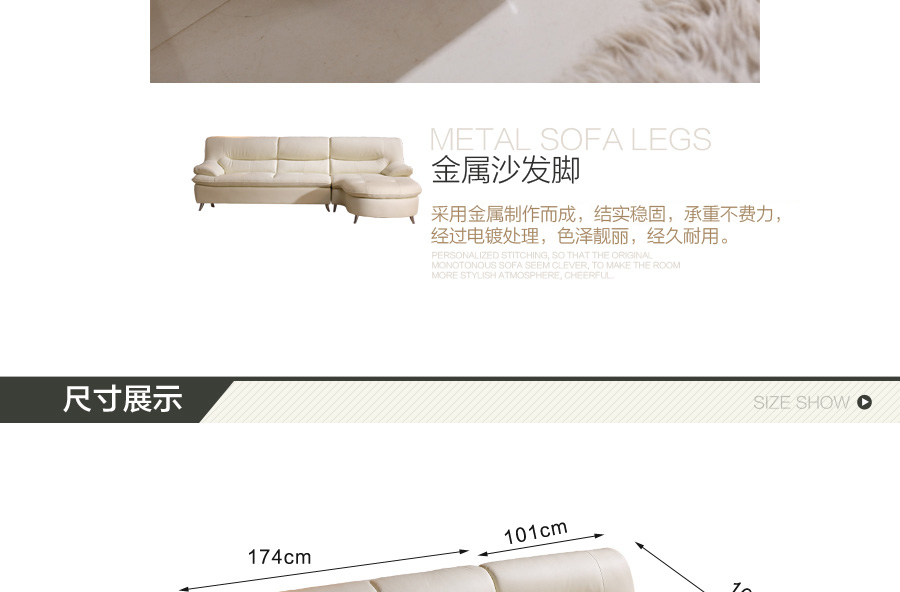 METAL SOFA LEGS
金属沙发脚
采用金属制作而成，结实稳固，承重不费力，
经过电镀处理，色泽靓丽，经久耐用。
PERSONALIZED STITCHING, SO THAT THE ORIGINAL
MONOTONOUS SOFA SEEM CLEVER, TO MAKE THE ROOM
MORE STYLISH ATMOSPHERE, CHEERFUL.
尺寸展示
SIZE SHOW
101cm
174cm